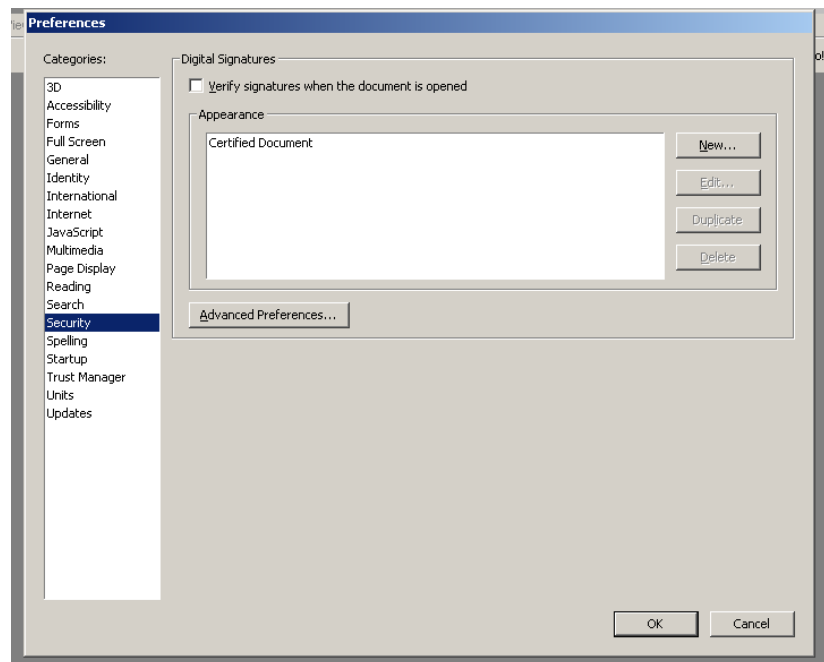 Preferences
Categories:
3D
Accessibility
Forms
Full Screen
General
Identity
International
Internet
JavaScript
Multimedia
Page Display
Reading
Search
Security
Spelling
Startup
Trust Manager
Units
Updates
Digital Signatures
Verify signatures when the document is opened
Appearance
Certified Document
New...
Edit...
Duplicate
Delete
Advanced Preferences...
OK
Cancel